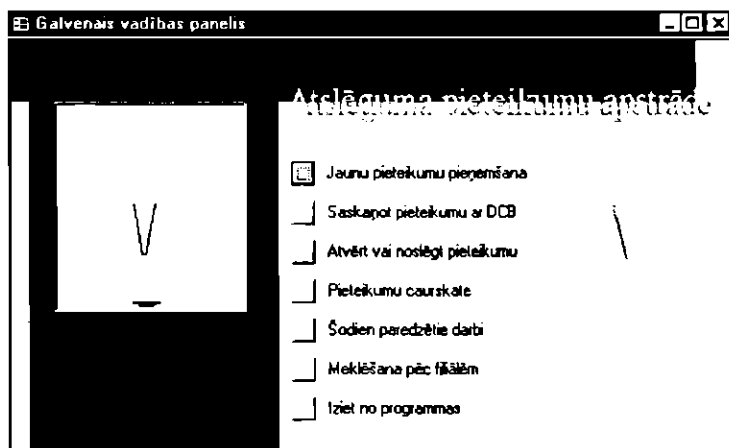 Galvenais vadības panelis
Atslēguma pieteikumu apstrāde
Jaunu pieteikumu pieņemšana
Saskaņot pieteikumu ar DCB
Atvērt vai noslēgt pieteikumu
Pieteikumu caurskate
Šodien paredzētie darbi
Meklēšana pēc filiālēm
Iziet no programmas